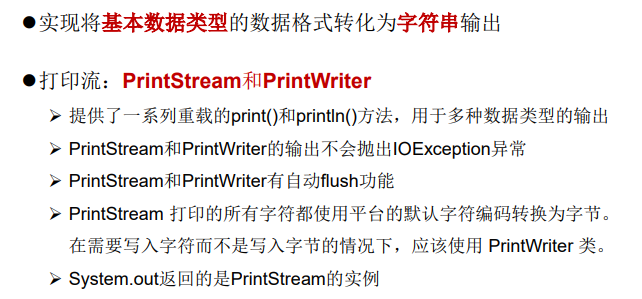 ●实现将基本数据类型的数据格式转化为字符串输出
●打印流：PrintStream和PrintWriter
➢ 提供了一系列重载的print()和println()方法，用于多种数据类型的输出
➢ PrintStream和PrintWriter的输出不会抛出IOException异常
➢ PrintStream和PrintWriter有自动flush功能
➢ PrintStream 打印的所有字符都使用平台的默认字符编码转换为字节。
在需要写入字符而不是写入字节的情况下，应该使用 PrintWriter 类。
➢ System.out返回的是PrintStream的实例